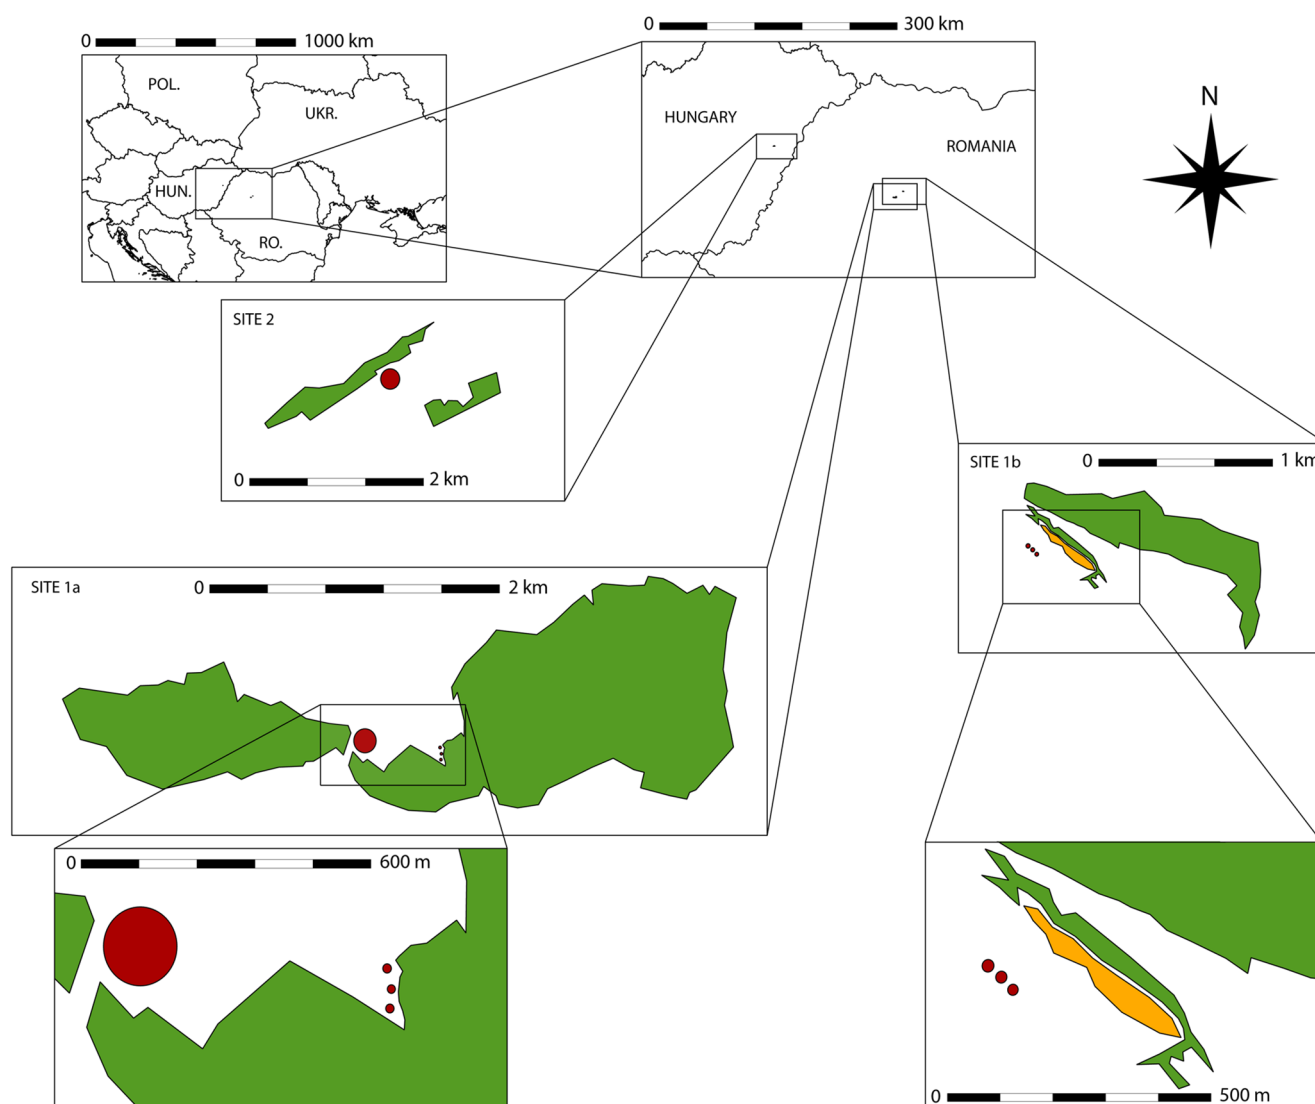 0 1000 km
POL.
UKR.
HUN.
RO.
0 300 km
HUNGARY
ROMANIA
N
SITE 2
0 2 km
SITE 1b
0 1 km
SITE 1a
0 2 km
0 600 m
0 500 m